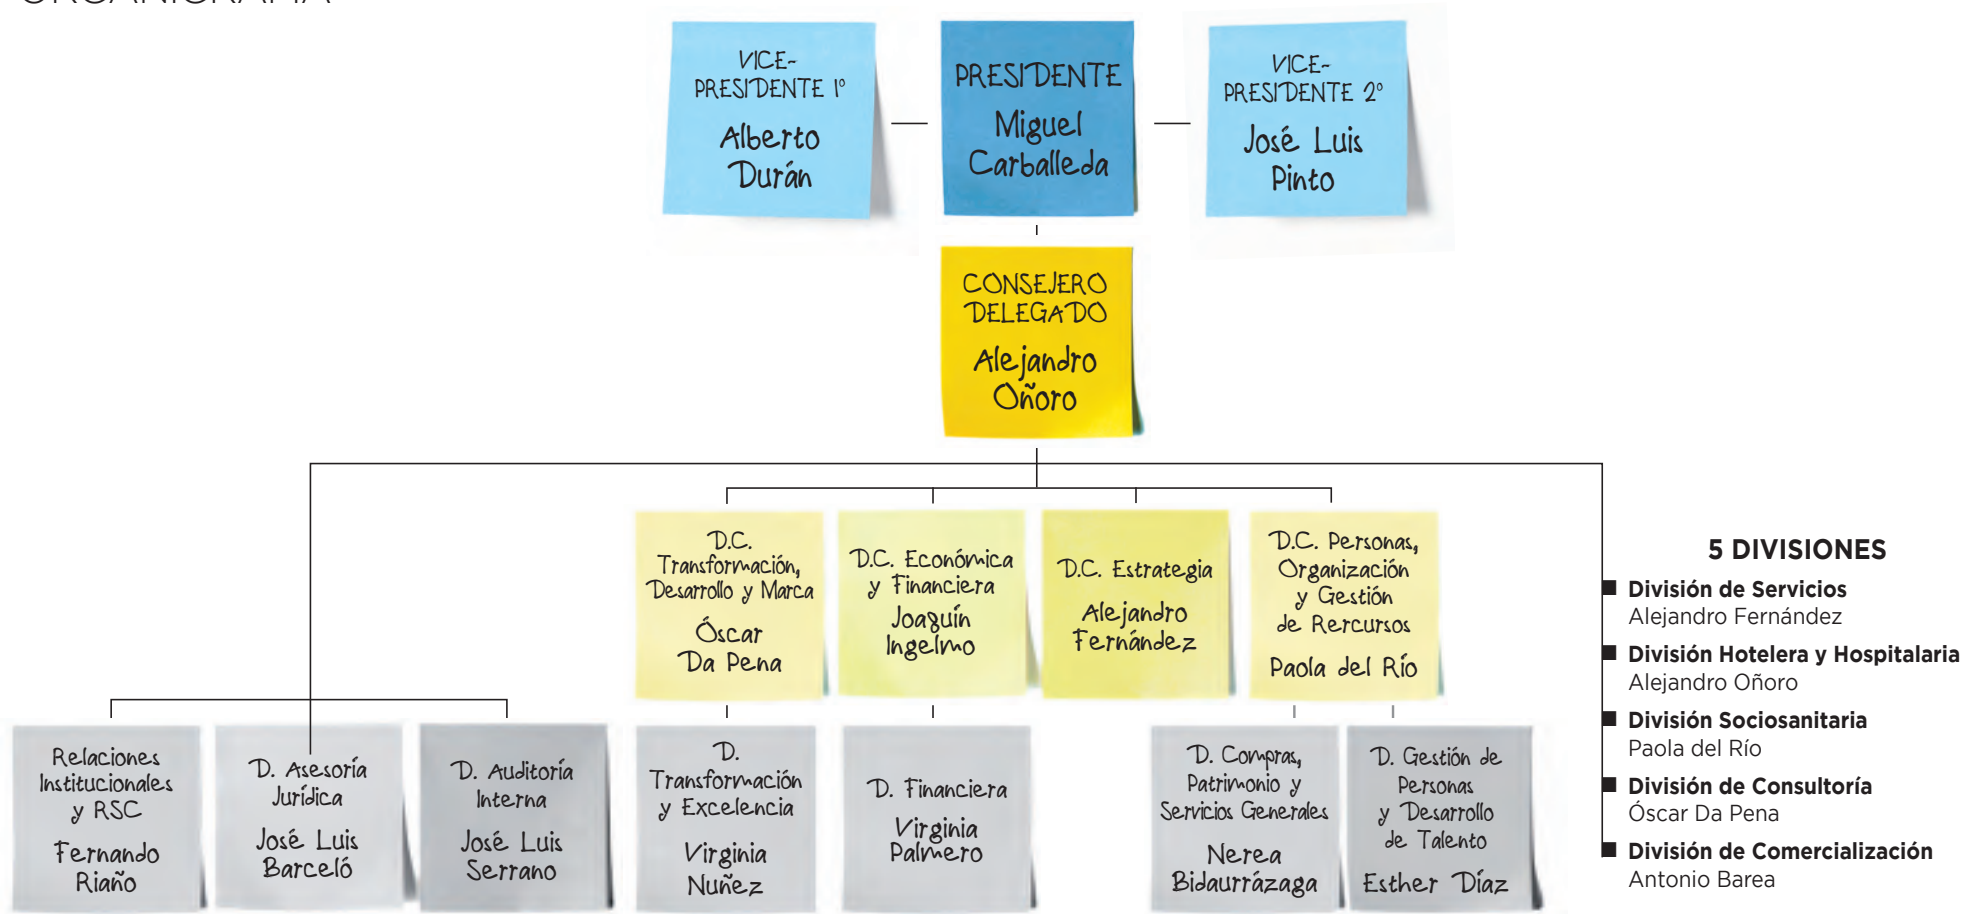 ORGANIGRAMA
VICE-
PRESIDENTE 1º
Alberto
Durán
PRESIDENTE
Miguel
Carballeda
VICE-
PRESIDENTE 2º
José Luis
Pinto
CONSEJERO
DELEGADO
Alejandro
Oñoro
D.C.
Transformación,
Desarrollo y Marca
Óscar
Da Pena
D.C. Económica
y Financiera
Joaquín
Ingelmo
D.C. Estrategia
Alejandro
Fernández
D.C. Personas,
Organización
y Gestión
de Rercursos
Paola del Río
Relaciones
Institucionales
y RSC
Fernando
Riaño
D. Asesoría
Jurídica
José Luis
Barceló
D. Auditoría
Interna
José Luis
Serrano
D.
Transformación
y Excelencia
Virginia
Nuñez
D. Financiera
Virginia
Palmero
D. Compras,
Patrimonio y
Servicios Generales
Nerea
Bidaurrázaga
D. Gestión de
Personas
y Desarrollo
de Talento
Esther Díaz
5 DIVISIONES
División de Servicios
Alejandro Fernández
División Hotelera y Hospitalaria
Alejandro Oñoro
División Sociosanitaria
Paola del Río
División de Consultoría
Óscar Da Pena
División de Comercialización
Antonio Barea